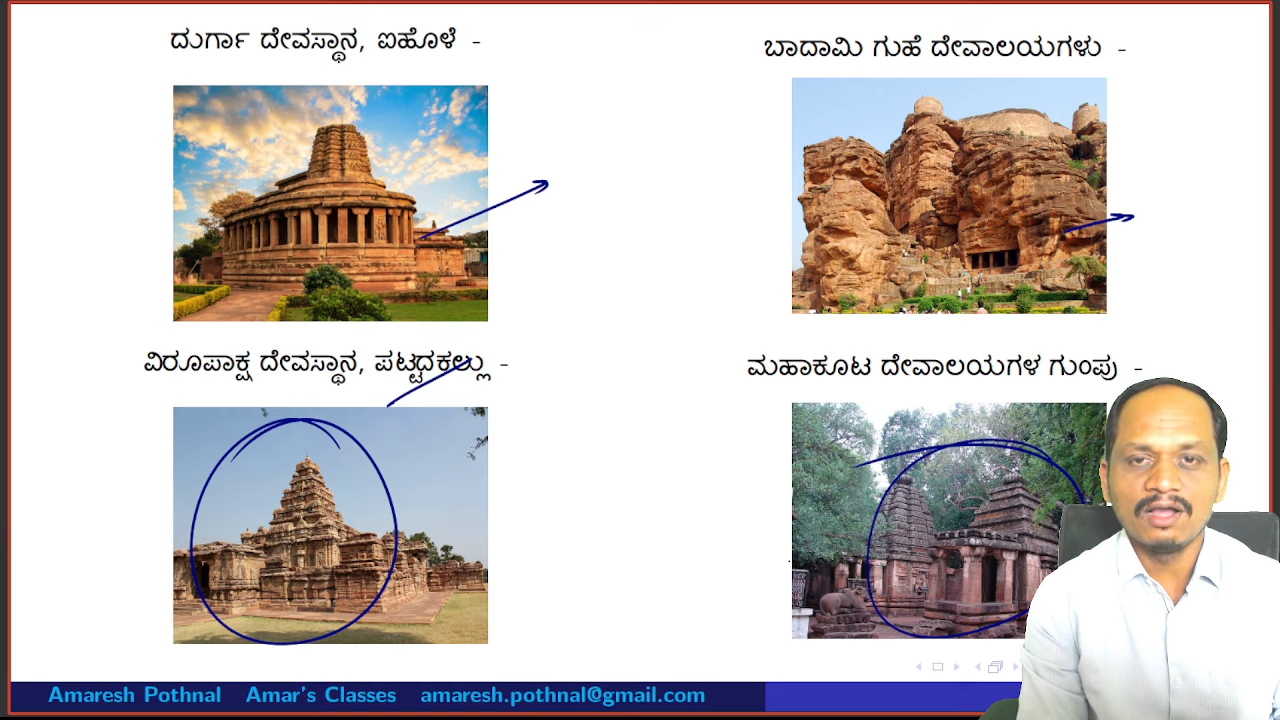 ದುರ್ಗಾ ದೇವಸ್ಥಾನ, ಐಹೊಳೆ -
ಬಾದಾಮಿ ಗುಹೆ ದೇವಾಲಯಗಳು -
ವಿರೂಪಾಕ್ಷ ದೇವಸ್ಥಾನ, ಪಟ್ಟದಕಲ್ಲು -
ಮಹಾಕೂಟ ದೇವಾಲಯಗಳ ಗುಂಪು -
Amaresh Pothnal Amar's Classes amaresh.pothnal@gmail.com